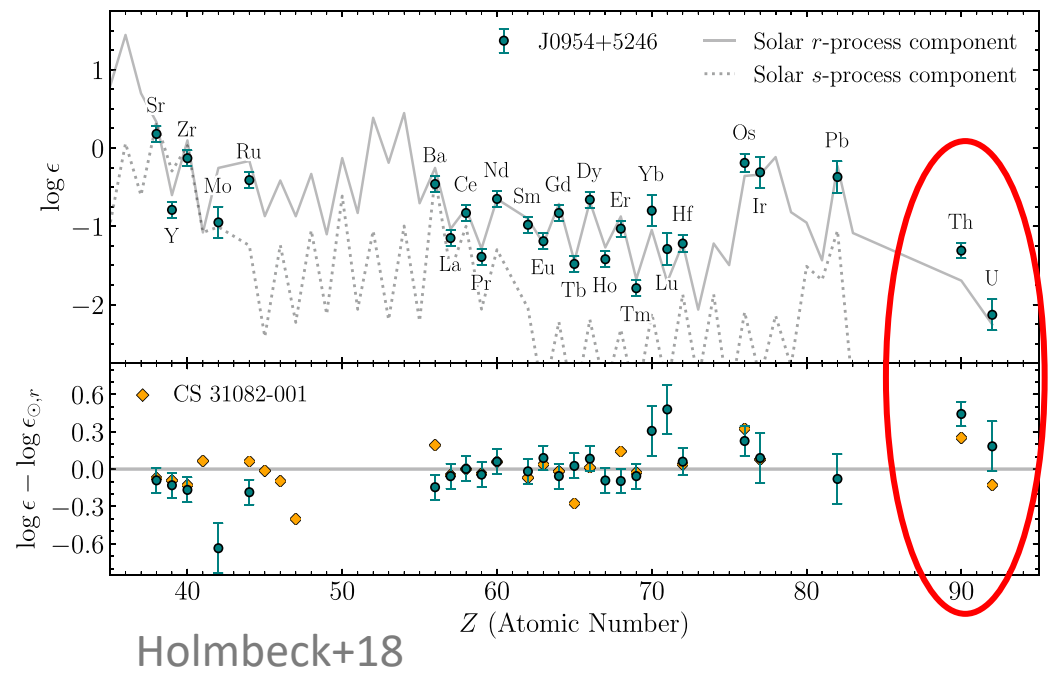 J0954+5246
Solar r-process component
Solar s-process component
log ϵ
1
0
−1
−2
Sr
Y
Zr
Mo
Ru
Ba
La
Ce
Pr
Nd
Sm
Eu
Gd
Tb
Dy
Ho
Er
Tm
Yb
Lu
Hf
Os
Ir
Pb
Th
U
CS 31082-001
log ϵ − log ϵ⊙,r
0.6
0.3
0.0
−0.3
−0.6
40 50 60 70 80 90
Z (Atomic Number)
Holmbeck+18